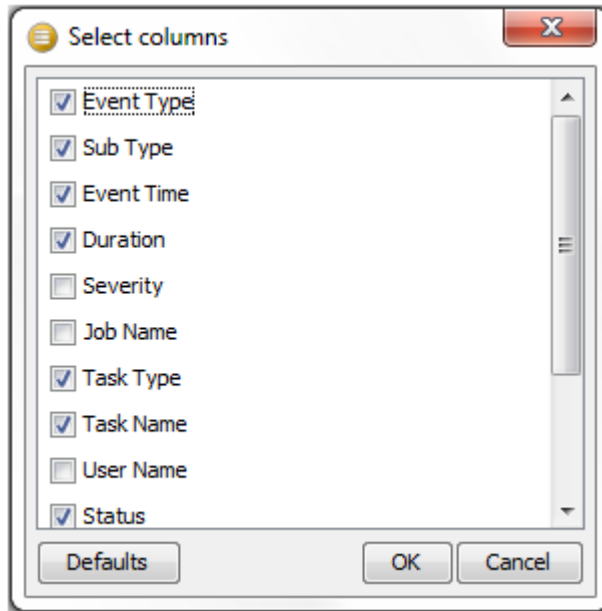 Select columns
Event Type
Sub Type
Event Time
Duration
Severity
Job Name
Task Type
Task Name
User Name
Status
Defaults OK Cancel